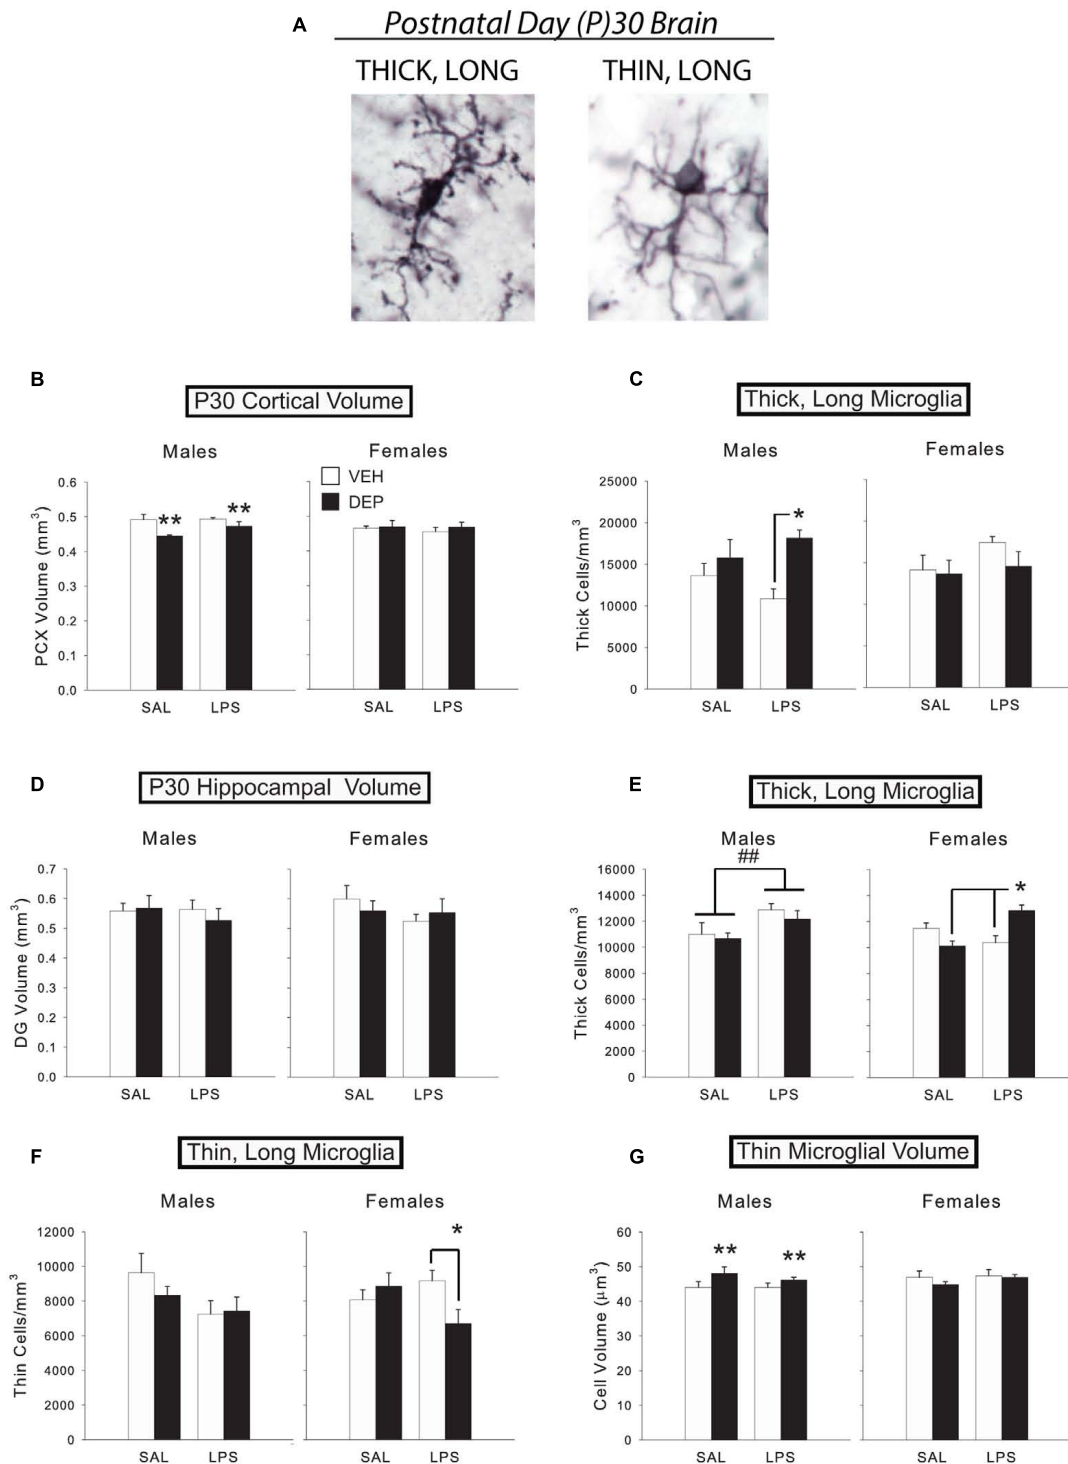 A
Postnatal Day (P)30 Brain
THICK, LONG
THIN, LONG
B
P30 Cortical Volume
Males
Females
VEH
DEP
PCX Volume (mm3)
0.6
0.5
0.4
0.3
0.2
0.1
0.0
**
**
SAL
LPS
SAL
LPS
C
Thick, Long Microglia
Males
Females
Thick Cells/mm3
25000
20000
15000
10000
5000
0
*
SAL
LPS
SAL
LPS
D
P30 Hippocampal Volume
Males
Females
DG Volume (mm3)
0.7
0.6
0.5
0.4
0.3
0.2
0.1
0.0
SAL
LPS
SAL
LPS
E
Thick, Long Microglia
Males
Females
Thick Cells/mm3
16000
14000
12000
10000
8000
6000
4000
2000
0
##
*
SAL
LPS
SAL
LPS
F
Thin, Long Microglia
Males
Females
Thin Cells/mm3
12000
10000
8000
6000
4000
2000
0
*
SAL
LPS
SAL
LPS
G
Thin Microglial Volume
Males
Females
Cell Volume (μm3)
60
50
40
30
20
10
0
**
**
SAL
LPS
SAL
LPS